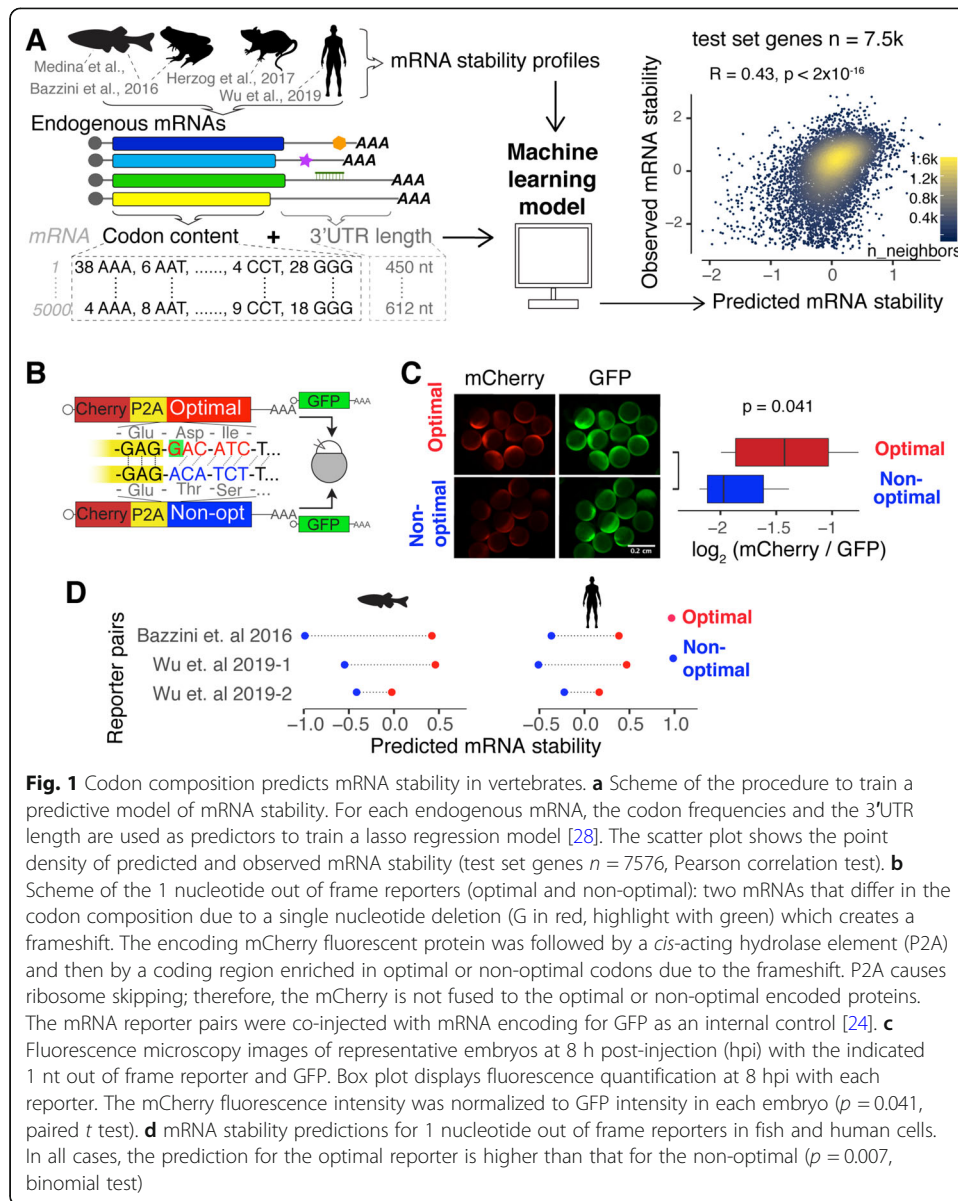 A
Medina et al.,
Bazzini et al., 2016
Herzog et al., 2017
Wu et al., 2019
mRNA stability profiles
Endogenous mRNAs
AAA
AAA
AAA
AAA
mRNA Codon content + 3'UTR length
1 38 AAA, 6 AAT, ......, 4 CCT, 28 GGG 450 nt
5000 4 AAA, 8 AAT, ......, 9 CCT, 18 GGG 612 nt
Machine
learning
model
test set genes n = 7.5k
R = 0.43, p < 2x10-16
Observed mRNA stability
2
0
−2
1.6k
1.2k
0.8k
0.4k
n_neighbors
−2 −1 0 1
Predicted mRNA stability
B
Cherry P2A Optimal AAA GFP AAA
- Glu - Asp - Ile -
-GAG-GAC-ATC-T...
-GAG-ACA-TCT-T...
- Glu - Thr - Ser -...
Cherry P2A Non-opt AAA GFP AAA
C
mCherry GFP
Optimal
Non-optimal
0.2 cm
p = 0.041
Optimal
Non-
optimal
−2 −1
log2 (mCherry / GFP)
D
Reporter pairs
Bazzini et. al 2016
Wu et. al 2019-1
Wu et. al 2019-2
−1.0 −0.5 0.0 0.5
−0.5 0.0 0.5 1.0
Predicted mRNA stability
Optimal
Non-
optimal
Fig. 1 Codon composition predicts mRNA stability in vertebrates. a Scheme of the procedure to train a
predictive model of mRNA stability. For each endogenous mRNA, the codon frequencies and the 3′UTR
length are used as predictors to train a lasso regression model [28]. The scatter plot shows the point
density of predicted and observed mRNA stability (test set genes n = 7576, Pearson correlation test). b
Scheme of the 1 nucleotide out of frame reporters (optimal and non-optimal): two mRNAs that differ in the
codon composition due to a single nucleotide deletion (G in red, highlight with green) which creates a
frameshift. The encoding mCherry fluorescent protein was followed by a cis-acting hydrolase element (P2A)
and then by a coding region enriched in optimal or non-optimal codons due to the frameshift. P2A causes
ribosome skipping; therefore, the mCherry is not fused to the optimal or non-optimal encoded proteins.
The mRNA reporter pairs were co-injected with mRNA encoding for GFP as an internal control [24]. c
Fluorescence microscopy images of representative embryos at 8 h post-injection (hpi) with the indicated
1 nt out of frame reporter and GFP. Box plot displays fluorescence quantification at 8 hpi with each
reporter. The mCherry fluorescence intensity was normalized to GFP intensity in each embryo (p = 0.041,
paired t test). d mRNA stability predictions for 1 nucleotide out of frame reporters in fish and human cells.
In all cases, the prediction for the optimal reporter is higher than that for the non-optimal (p = 0.007,
binomial test)